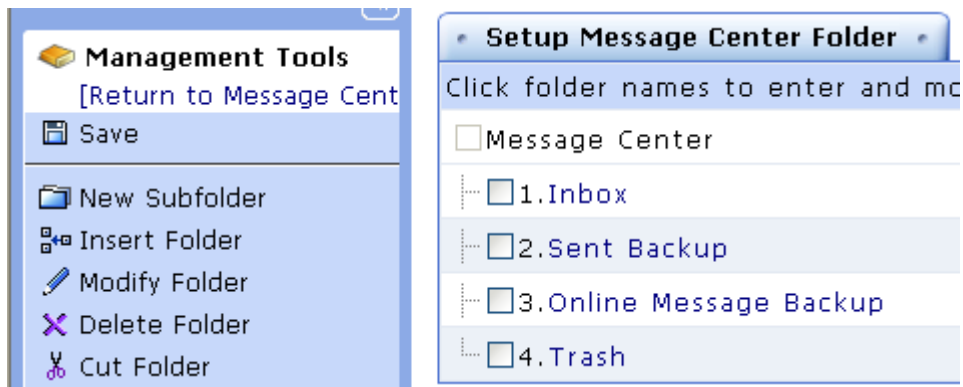 Management Tools
[Return to Message Cent
Save
New Subfolder
Insert Folder
Modify Folder
Delete Folder
Cut Folder
Setup Message Center Folder
Click folder names to enter and mo
Message Center
1.Inbox
2.Sent Backup
3.Online Message Backup
4.Trash